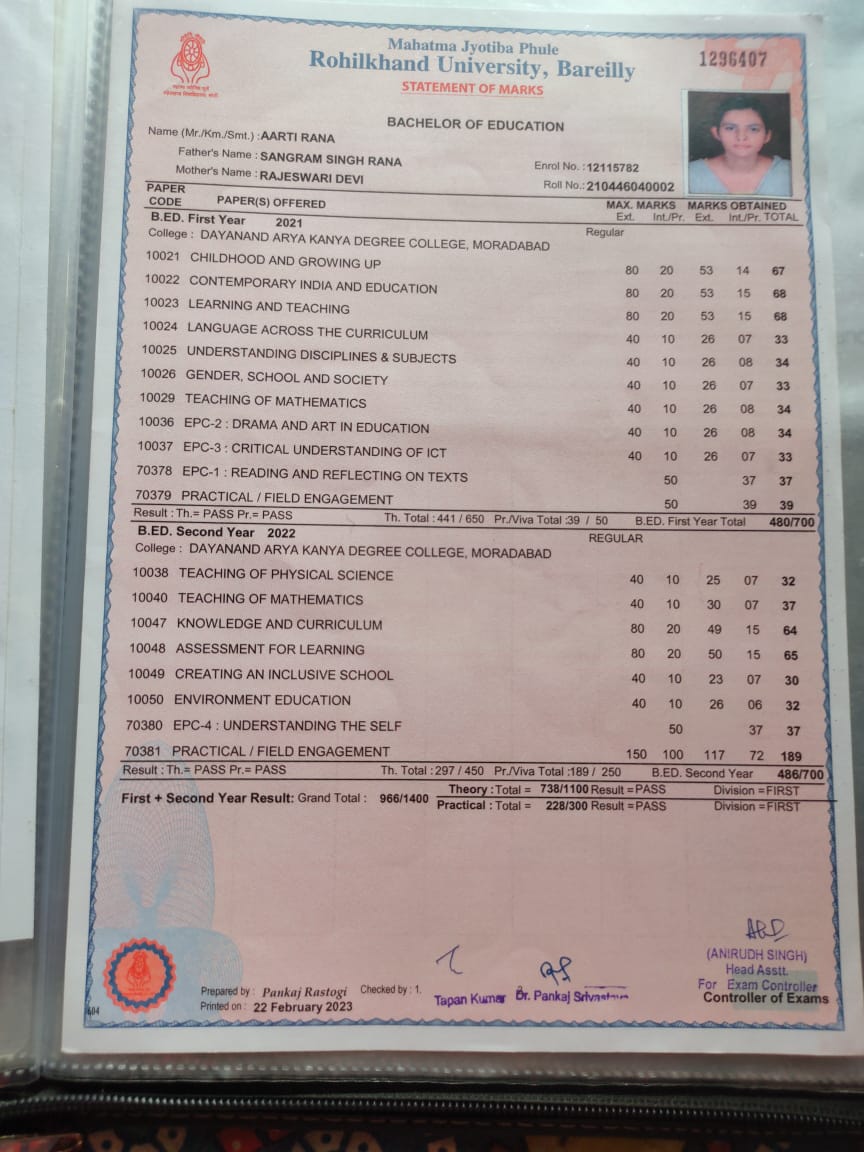 Mahatma Jyotiba Phule
Rohilkhand University, Bareilly
1296407
STATEMENT OF MARKS
BACHELOR OF EDUCATION
Name (Mr./Km./Smt.) : AARTI RANA
Father's Name : SANGRAM SINGH RANA
Mother's Name : RAJESWARI DEVI
Enrol No. : 12115782
Roll No.: 210446040002
PAPER CODE PAPER(S) OFFERED MAX. MARKS MARKS OBTAINED
Ext. Int./Pr. Ext. Int./Pr. TOTAL
B.ED. First Year 2021 Regular
College : DAYANAND ARYA KANYA DEGREE COLLEGE, MORADABAD
10021 CHILDHOOD AND GROWING UP 80 20 53 14 67
10022 CONTEMPORARY INDIA AND EDUCATION 80 20 53 15 68
10023 LEARNING AND TEACHING 80 20 53 15 68
10024 LANGUAGE ACROSS THE CURRICULUM 40 10 26 07 33
10025 UNDERSTANDING DISCIPLINES & SUBJECTS 40 10 26 08 34
10026 GENDER, SCHOOL AND SOCIETY 40 10 26 07 33
10029 TEACHING OF MATHEMATICS 40 10 26 08 34
10036 EPC-2 : DRAMA AND ART IN EDUCATION 40 10 26 08 34
10037 EPC-3 : CRITICAL UNDERSTANDING OF ICT 40 10 26 07 33
70378 EPC-1 : READING AND REFLECTING ON TEXTS 50 37 37
70379 PRACTICAL / FIELD ENGAGEMENT 50 39 39
Result : Th.= PASS Pr.= PASS Th. Total : 441 / 650 Pr./Viva Total :39 / 50 B.ED. First Year Total 480/700
B.ED. Second Year 2022 REGULAR
College : DAYANAND ARYA KANYA DEGREE COLLEGE, MORADABAD
10038 TEACHING OF PHYSICAL SCIENCE 40 10 25 07 32
10040 TEACHING OF MATHEMATICS 40 10 30 07 37
10047 KNOWLEDGE AND CURRICULUM 80 20 49 15 64
10048 ASSESSMENT FOR LEARNING 80 20 50 15 65
10049 CREATING AN INCLUSIVE SCHOOL 40 10 23 07 30
10050 ENVIRONMENT EDUCATION 40 10 26 06 32
70380 EPC-4 : UNDERSTANDING THE SELF 50 37 37
70381 PRACTICAL / FIELD ENGAGEMENT 150 100 117 72 189
Result : Th.= PASS Pr.= PASS Th. Total : 297 / 450 Pr./Viva Total :189 / 250 B.ED. Second Year 486/700
First + Second Year Result: Grand Total : 966/1400 Theory : Total = 738/1100 Result =PASS Division =FIRST
Practical : Total = 228/300 Result =PASS Division =FIRST
(ANIRUDH SINGH)
Head Asstt.
For Exam Controller
Controller of Exams
Tapan Kumar Dr. Pankaj Srivastava
Prepared by : Pankaj Rastogi Checked by : 1.
Printed on : 22 February 2023
604